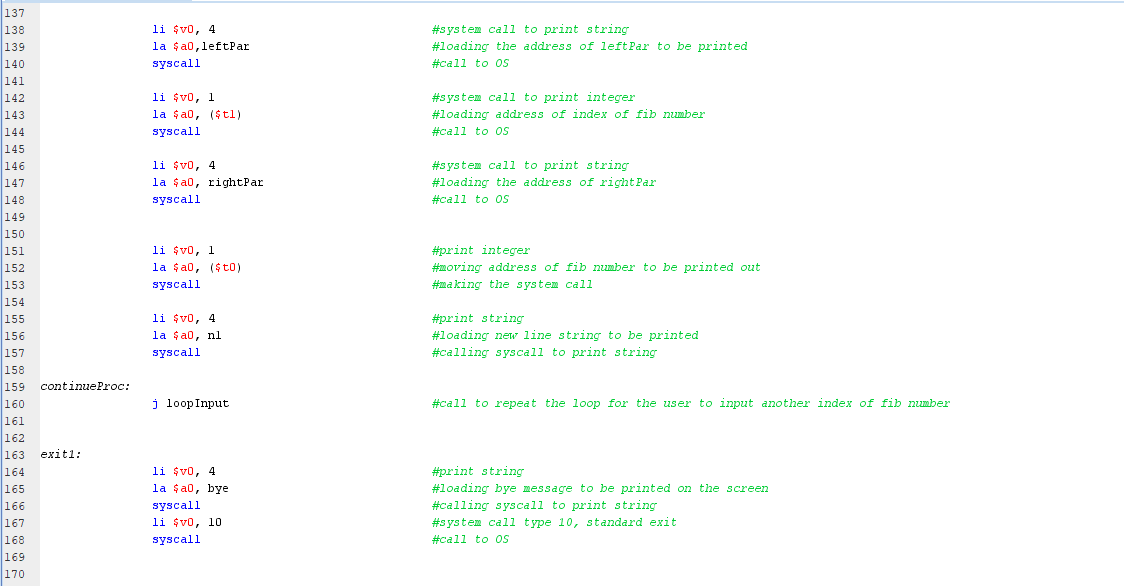 137
138 li $v0, 4 #system call to print string
139 la $a0,leftPar #loading the address of leftPar to be printed
140 syscall #call to OS
141
142 li $v0, 1 #system call to print integer
143 la $a0, ($t1) #loading address of index of fib number
144 syscall #call to OS
145
146 li $v0, 4 #system call to print string
147 la $a0, rightPar #loading the address of rightPar
148 syscall #call to OS
149
150
151 li $v0, 1 #print integer
152 la $a0, ($t0) #moving address of fib number to be printed out
153 syscall #making the system call
154
155 li $v0, 4 #print string
156 la $a0, nl #loading new line string to be printed
157 syscall #calling syscall to print string
158
159 continueProc:
160 j loopInput #call to repeat the loop for the user to input another index of fib number
161
162
163 exit1:
164 li $v0, 4 #print string
165 la $a0, bye #loading bye message to be printed on the screen
166 syscall #calling syscall to print string
167 li $v0, 10 #system call type 10, standard exit
168 syscall #call to OS
169
170